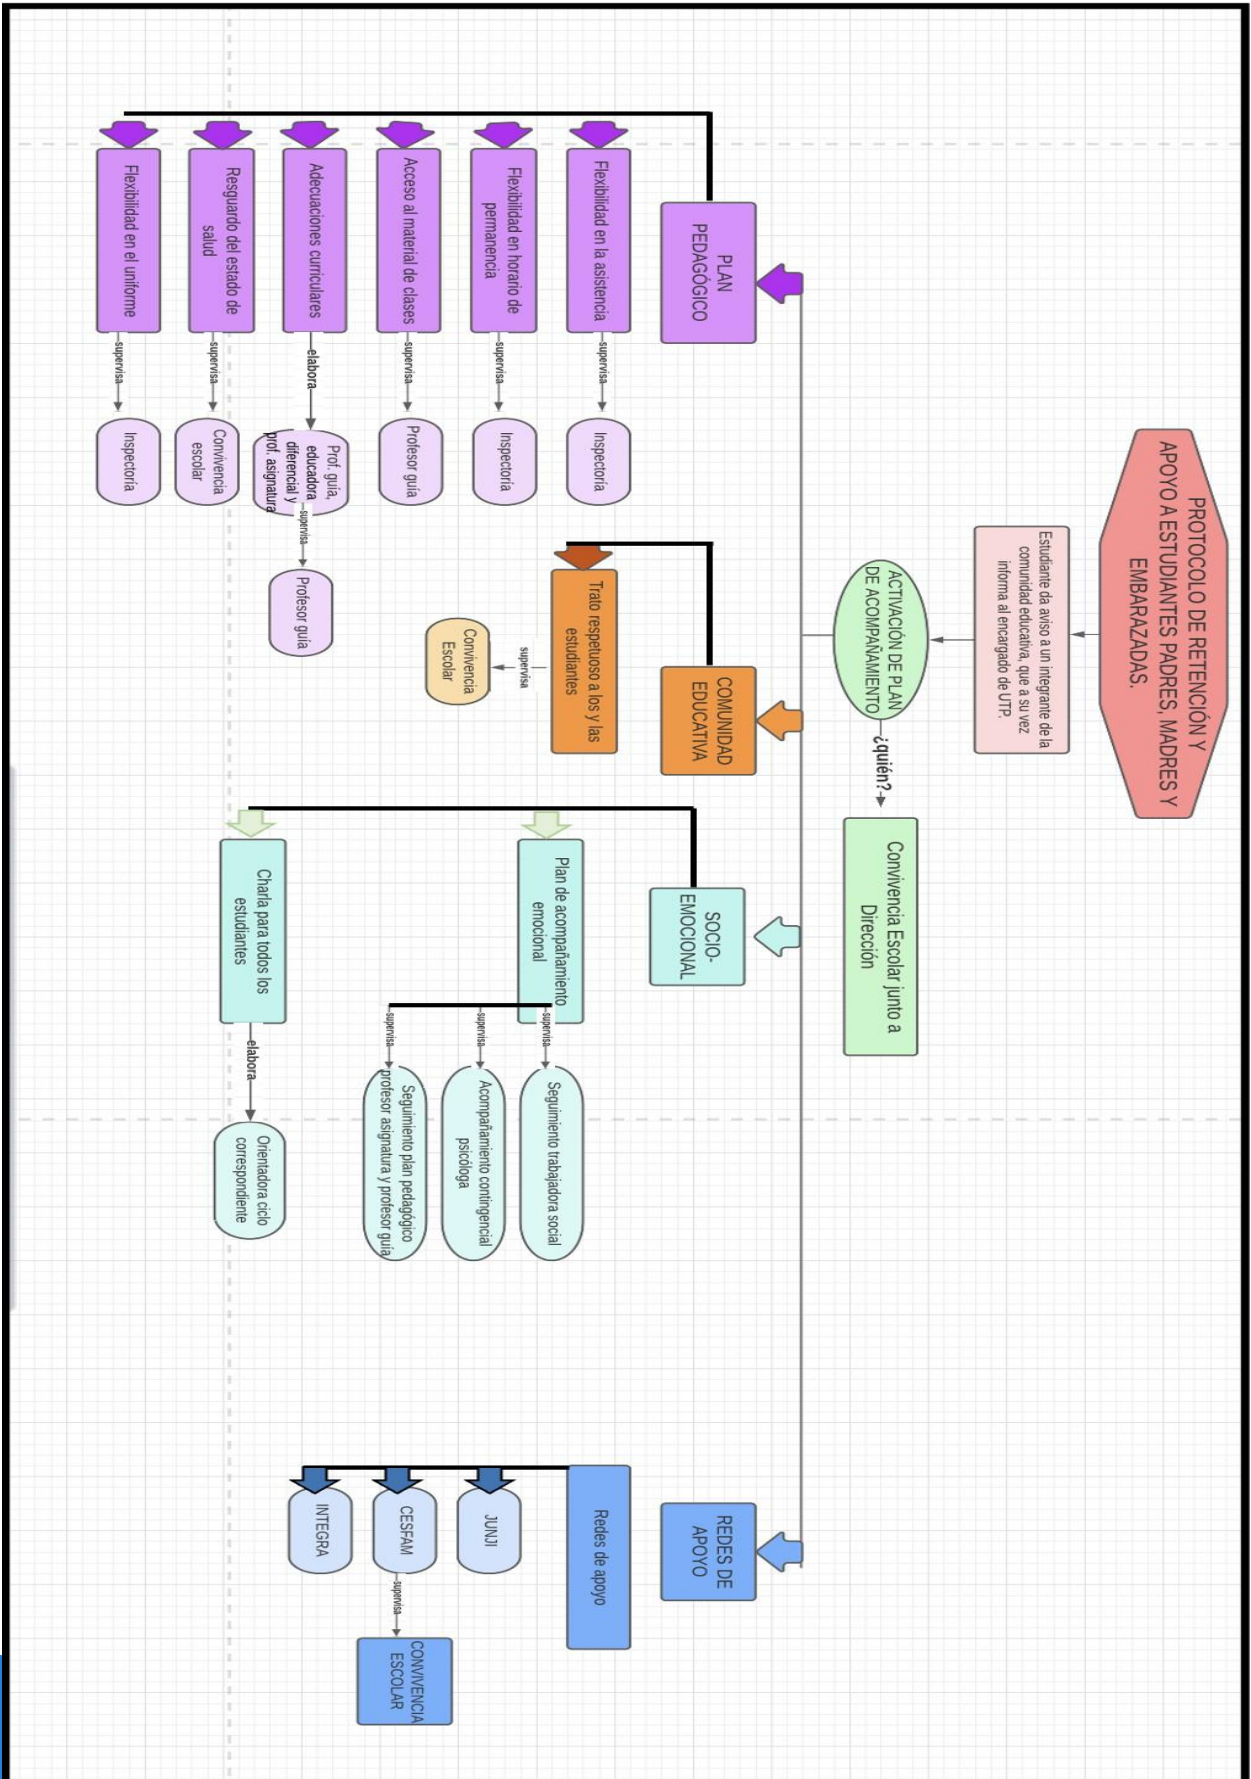 PROTOCOLO DE RETENCIÓN Y
APOYO A ESTUDIANTES PADRES, MADRES Y
EMBARAZADAS.
Estudiante da aviso a un integrante de la
comunidad educativa, que a su vez
informa al encargado de UTP.
ACTIVACIÓN DE PLAN
DE ACOMPAÑAMIENTO
¿quién?
Convivencia Escolar junto a
Dirección
PLAN
PEDAGÓGICO
Flexibilidad en la asistencia
supervisa
Inspectoría
Flexibilidad en horario de
permanencia
supervisa
Inspectoría
Acceso al material de clases
supervisa
Profesor guía
Adecuaciones curriculares
elabora
Prof. guía,
educadora
diferencial y
prof. asignatura
supervisa
Profesor guía
Resguardo del estado de
salud
supervisa
Convivencia
escolar
Flexibilidad en el uniforme
supervisa
Inspectoría
COMUNIDAD
EDUCATIVA
Trato respetuoso a los y las
estudiantes
supervisa
Convivencia
Escolar
SOCIO-
EMOCIONAL
Plan de acompañamiento
emocional
supervisa
Seguimiento trabajadora social
supervisa
Acompañamiento contingencial
psicóloga
supervisa
Seguimiento plan pedagógico
profesor asignatura y profesor guía
Charla para todos los
estudiantes
elabora
Orientadora ciclo
correspondiente
REDES DE
APOYO
Redes de apoyo
JUNJI
CESFAM
supervisa
CONVIVENCIA
ESCOLAR
INTEGRA